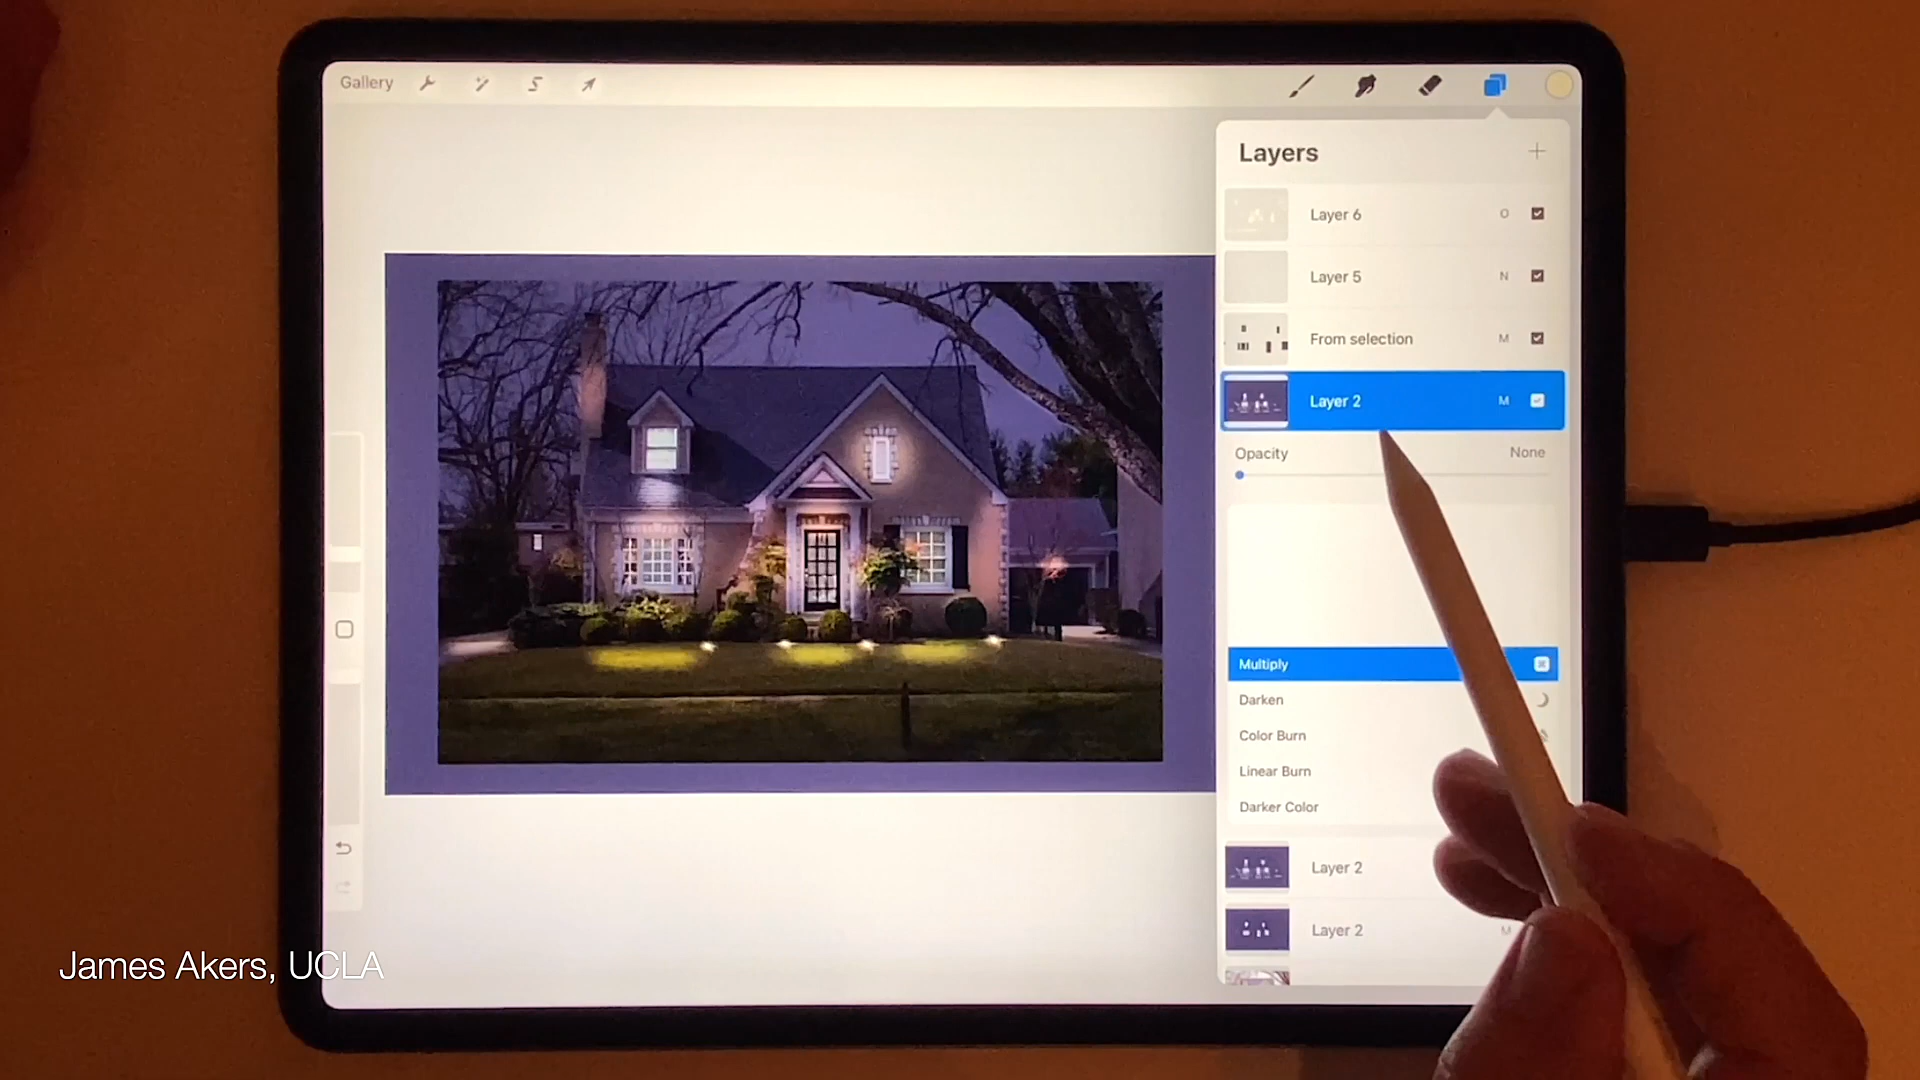 Gallery
Layers
Layer 6 O
Layer 5 N
From selection M
Layer 2 M
Opacity None
Multiply
Darken
Color Burn
Linear Burn
Darker Color
Layer 2
Layer 2 M
James Akers, UCLA